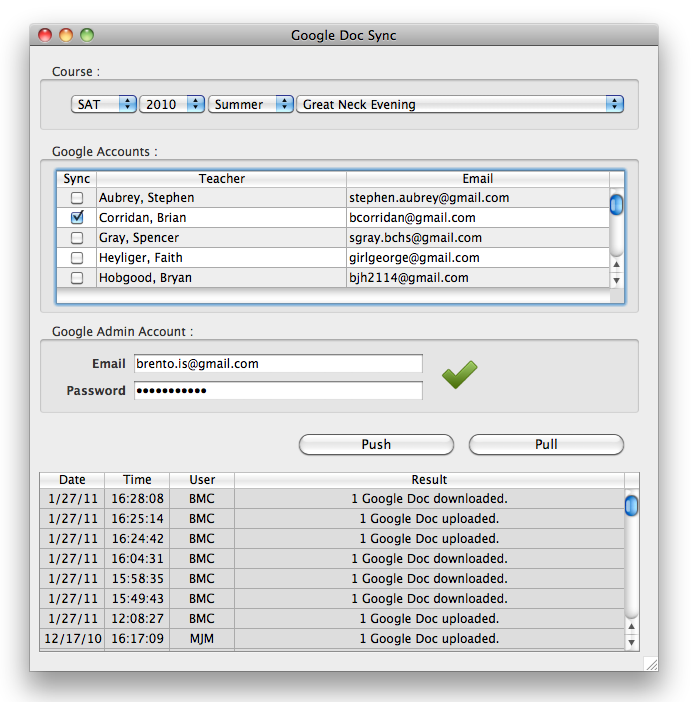 Google Doc Sync
Course :
SAT 2010 Summer Great Neck Evening
Google Accounts :
Sync Teacher Email
Aubrey, Stephen stephen.aubrey@gmail.com
Corridan, Brian bcorridan@gmail.com
Gray, Spencer sgray.bchs@gmail.com
Heyliger, Faith girlgeorge@gmail.com
Hobgood, Bryan bjh2114@gmail.com
Google Admin Account :
Email brento.is@gmail.com
Password •••••••••••
Push Pull
Date Time User Result
1/27/11 16:28:08 BMC 1 Google Doc downloaded.
1/27/11 16:25:14 BMC 1 Google Doc uploaded.
1/27/11 16:24:42 BMC 1 Google Doc uploaded.
1/27/11 16:04:31 BMC 1 Google Doc downloaded.
1/27/11 15:58:35 BMC 1 Google Doc downloaded.
1/27/11 15:49:43 BMC 1 Google Doc downloaded.
1/27/11 12:08:27 BMC 1 Google Doc uploaded.
12/17/10 16:17:09 MJM 1 Google Doc uploaded.